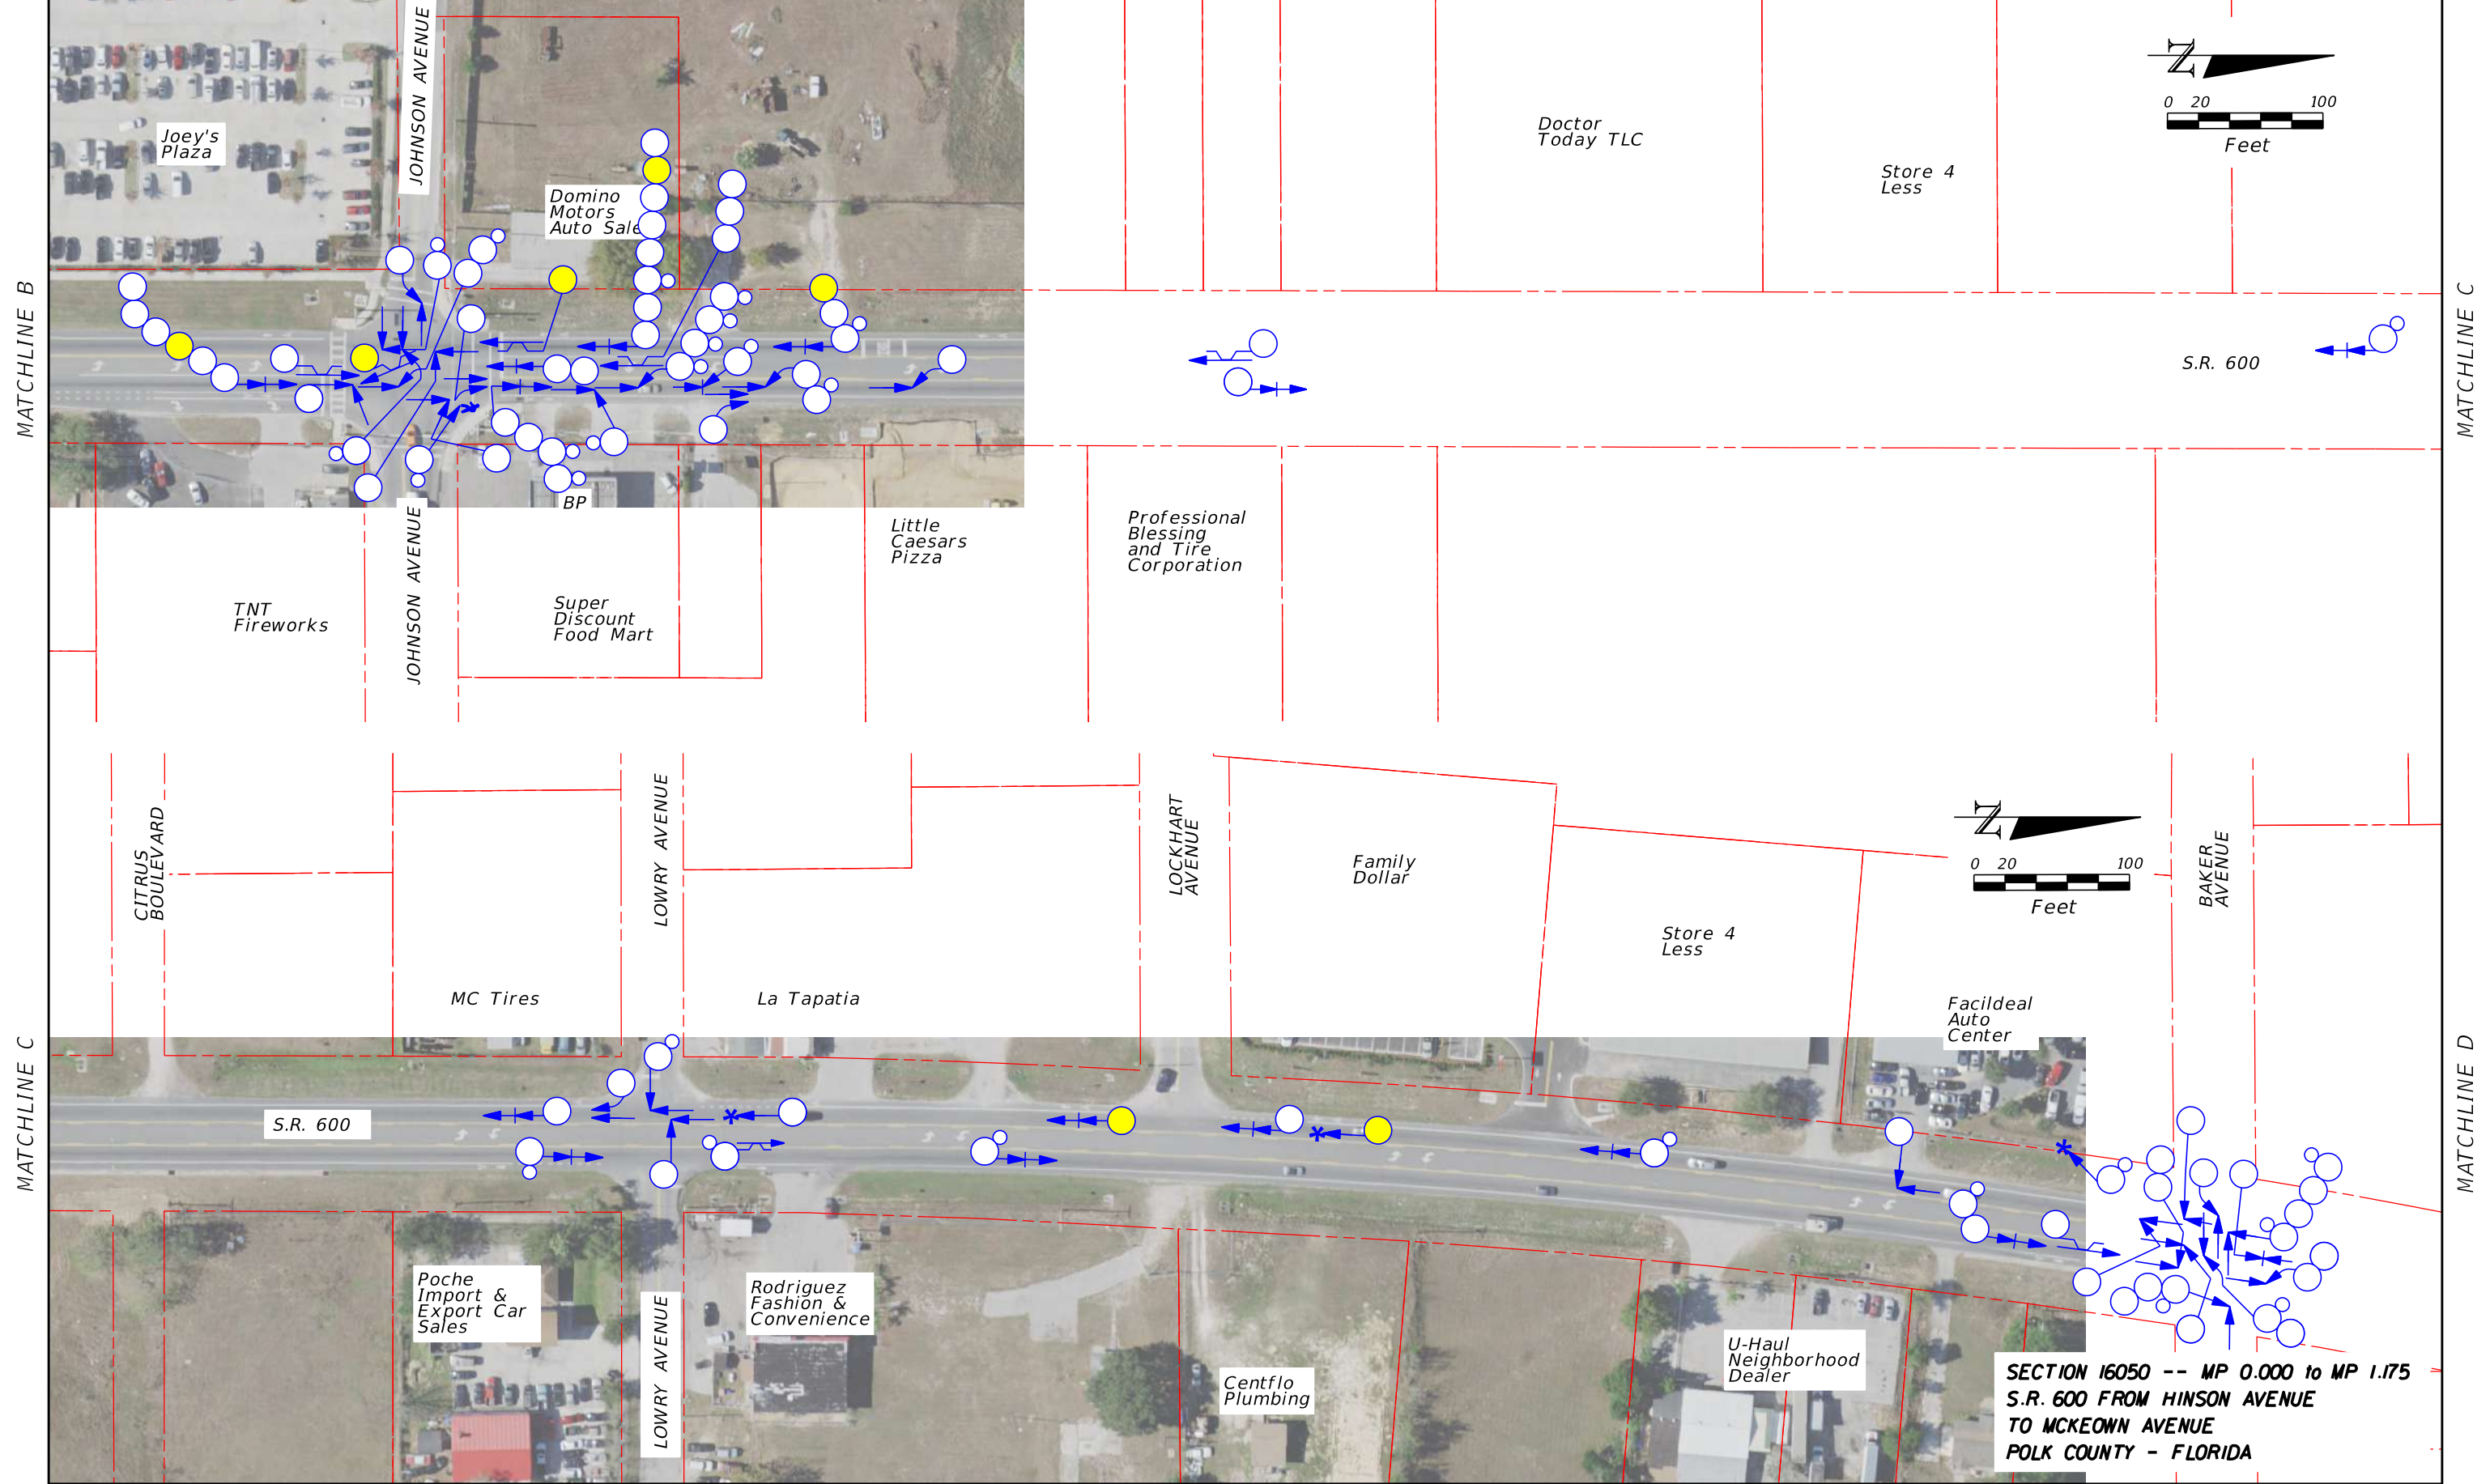 JOHNSON AVENUE
Joey's
Plaza
Domino
Motors
Auto
Doctor
Today TLC
Store 4
Less
N
0 20 100
Feet
MATCHLINE B
MATCHLINE C
S.R. 600
BP
JOHNSON AVENUE
Little
Caesars
Pizza
Professional
Blessing
and Tire
Corporation
TNT
Fireworks
Super
Discount
Food Mart
CITRUS
BOULEVARD
LOWRY AVENUE
LOCKHART
AVENUE
Family
Dollar
Store 4
Less
N
0 20 100
Feet
BAKER
AVENUE
MC Tires
La Tapatia
Facildeal
Auto
Center
MATCHLINE C
MATCHLINE D
S.R. 600
Poche
Import &
Export Car
Sales
LOWRY AVENUE
Rodriguez
Fashion &
Convenience
Centflo
Plumbing
U-Haul
Neighborhood
Dealer
SECTION 16050 -- MP 0.000 to MP 1.175
S.R. 600 FROM HINSON AVENUE
TO MCKEOWN AVENUE
POLK COUNTY - FLORIDA